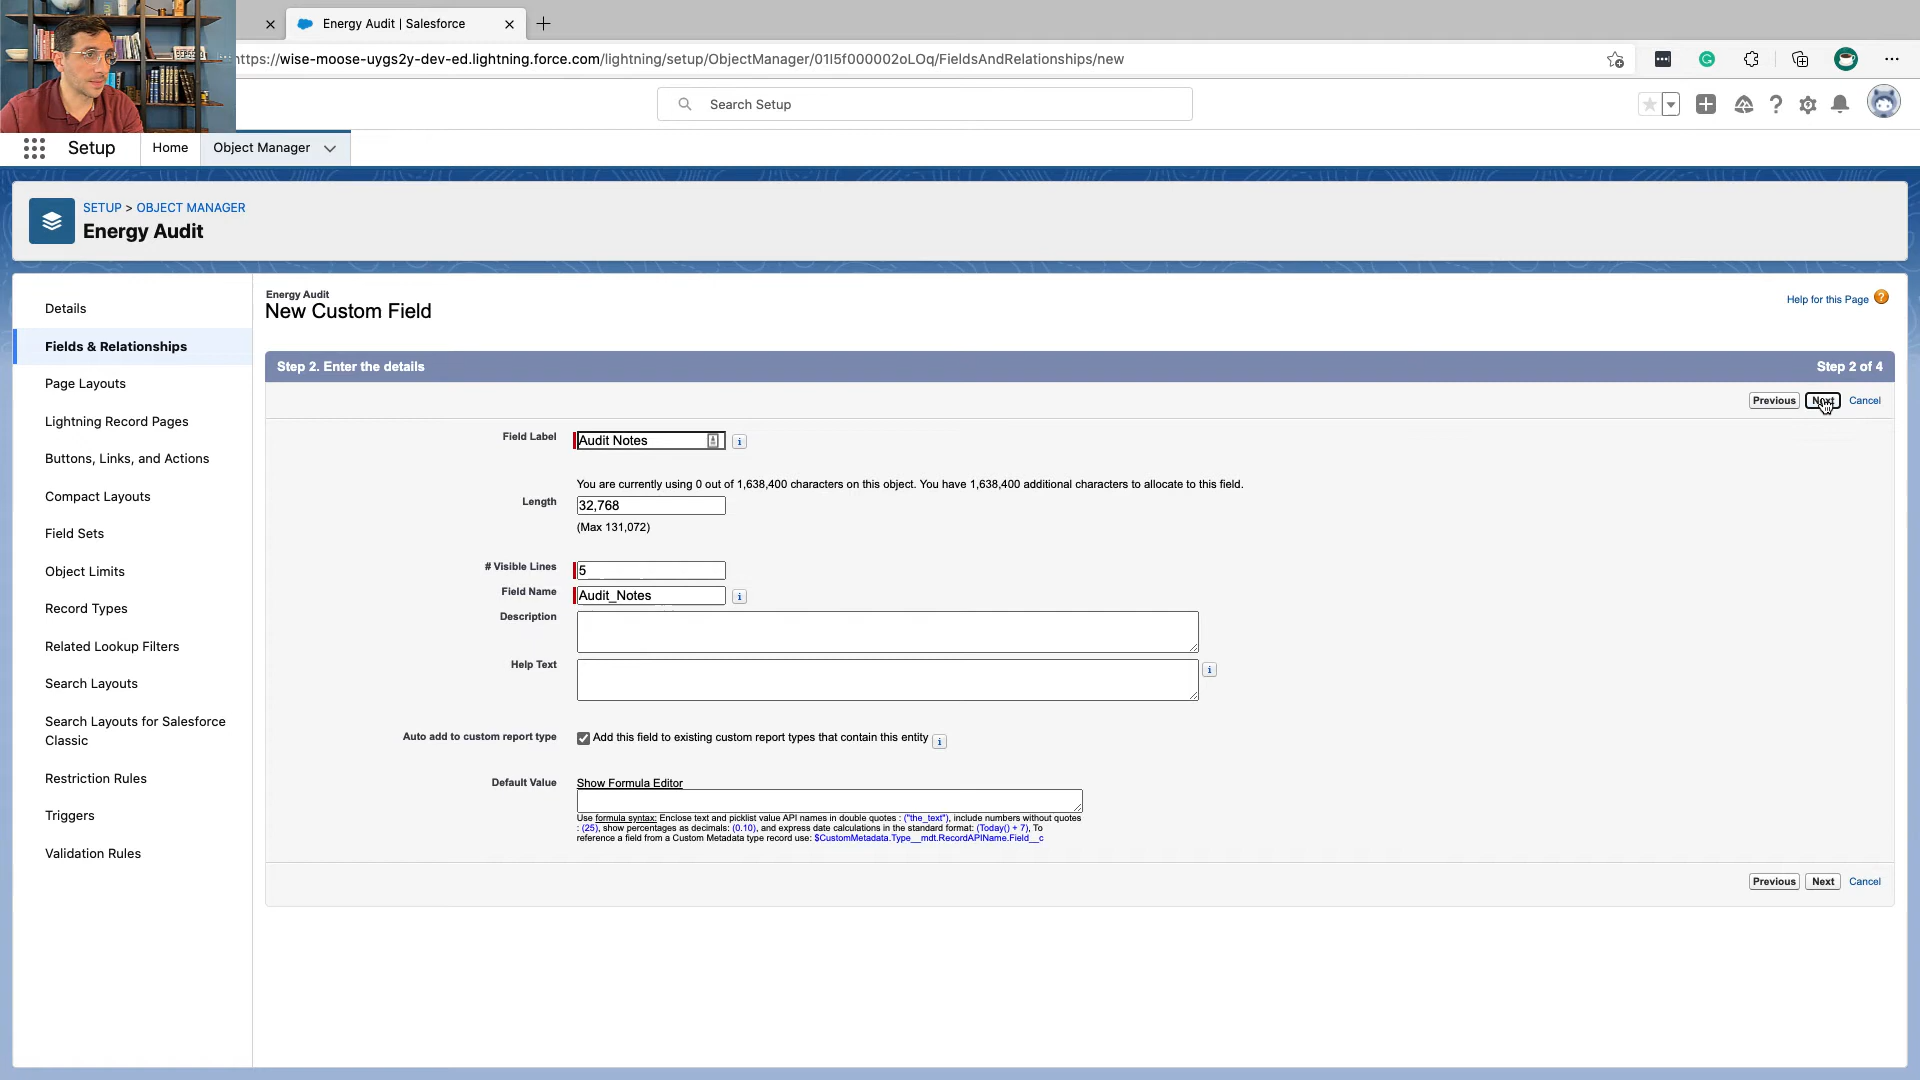 Energy Audit | Salesforce
https://wise-moose-uygs2y-dev-ed.lightning.force.com/lightning/setup/ObjectManager/01I5f000002oLOq/FieldsAndRelationships/new
Search Setup
Setup
Home
Object Manager
SETUP > OBJECT MANAGER
Energy Audit
Details
Fields & Relationships
Page Layouts
Lightning Record Pages
Buttons, Links, and Actions
Compact Layouts
Field Sets
Object Limits
Record Types
Related Lookup Filters
Search Layouts
Search Layouts for Salesforce
Classic
Restriction Rules
Triggers
Validation Rules
Energy Audit
New Custom Field
Help for this Page
Step 2. Enter the details
Step 2 of 4
Previous
Next
Cancel
Field Label
Audit Notes
You are currently using 0 out of 1,638,400 characters on this object. You have 1,638,400 additional characters to allocate to this field.
Length
32,768
(Max 131,072)
# Visible Lines
5
Field Name
Audit_Notes
Description
Help Text
Auto add to custom report type
Add this field to existing custom report types that contain this entity
Default Value
Show Formula Editor
Use formula syntax: Enclose text and picklist value API names in double quotes : ("the_text"), include numbers without quotes
: (25), show percentages as decimals: (0.10), and express date calculations in the standard format: (Today() + 7), To
reference a field from a Custom Metadata type record use: $CustomMetadata.Type__mdt.RecordAPIName.Field__c
Previous
Next
Cancel